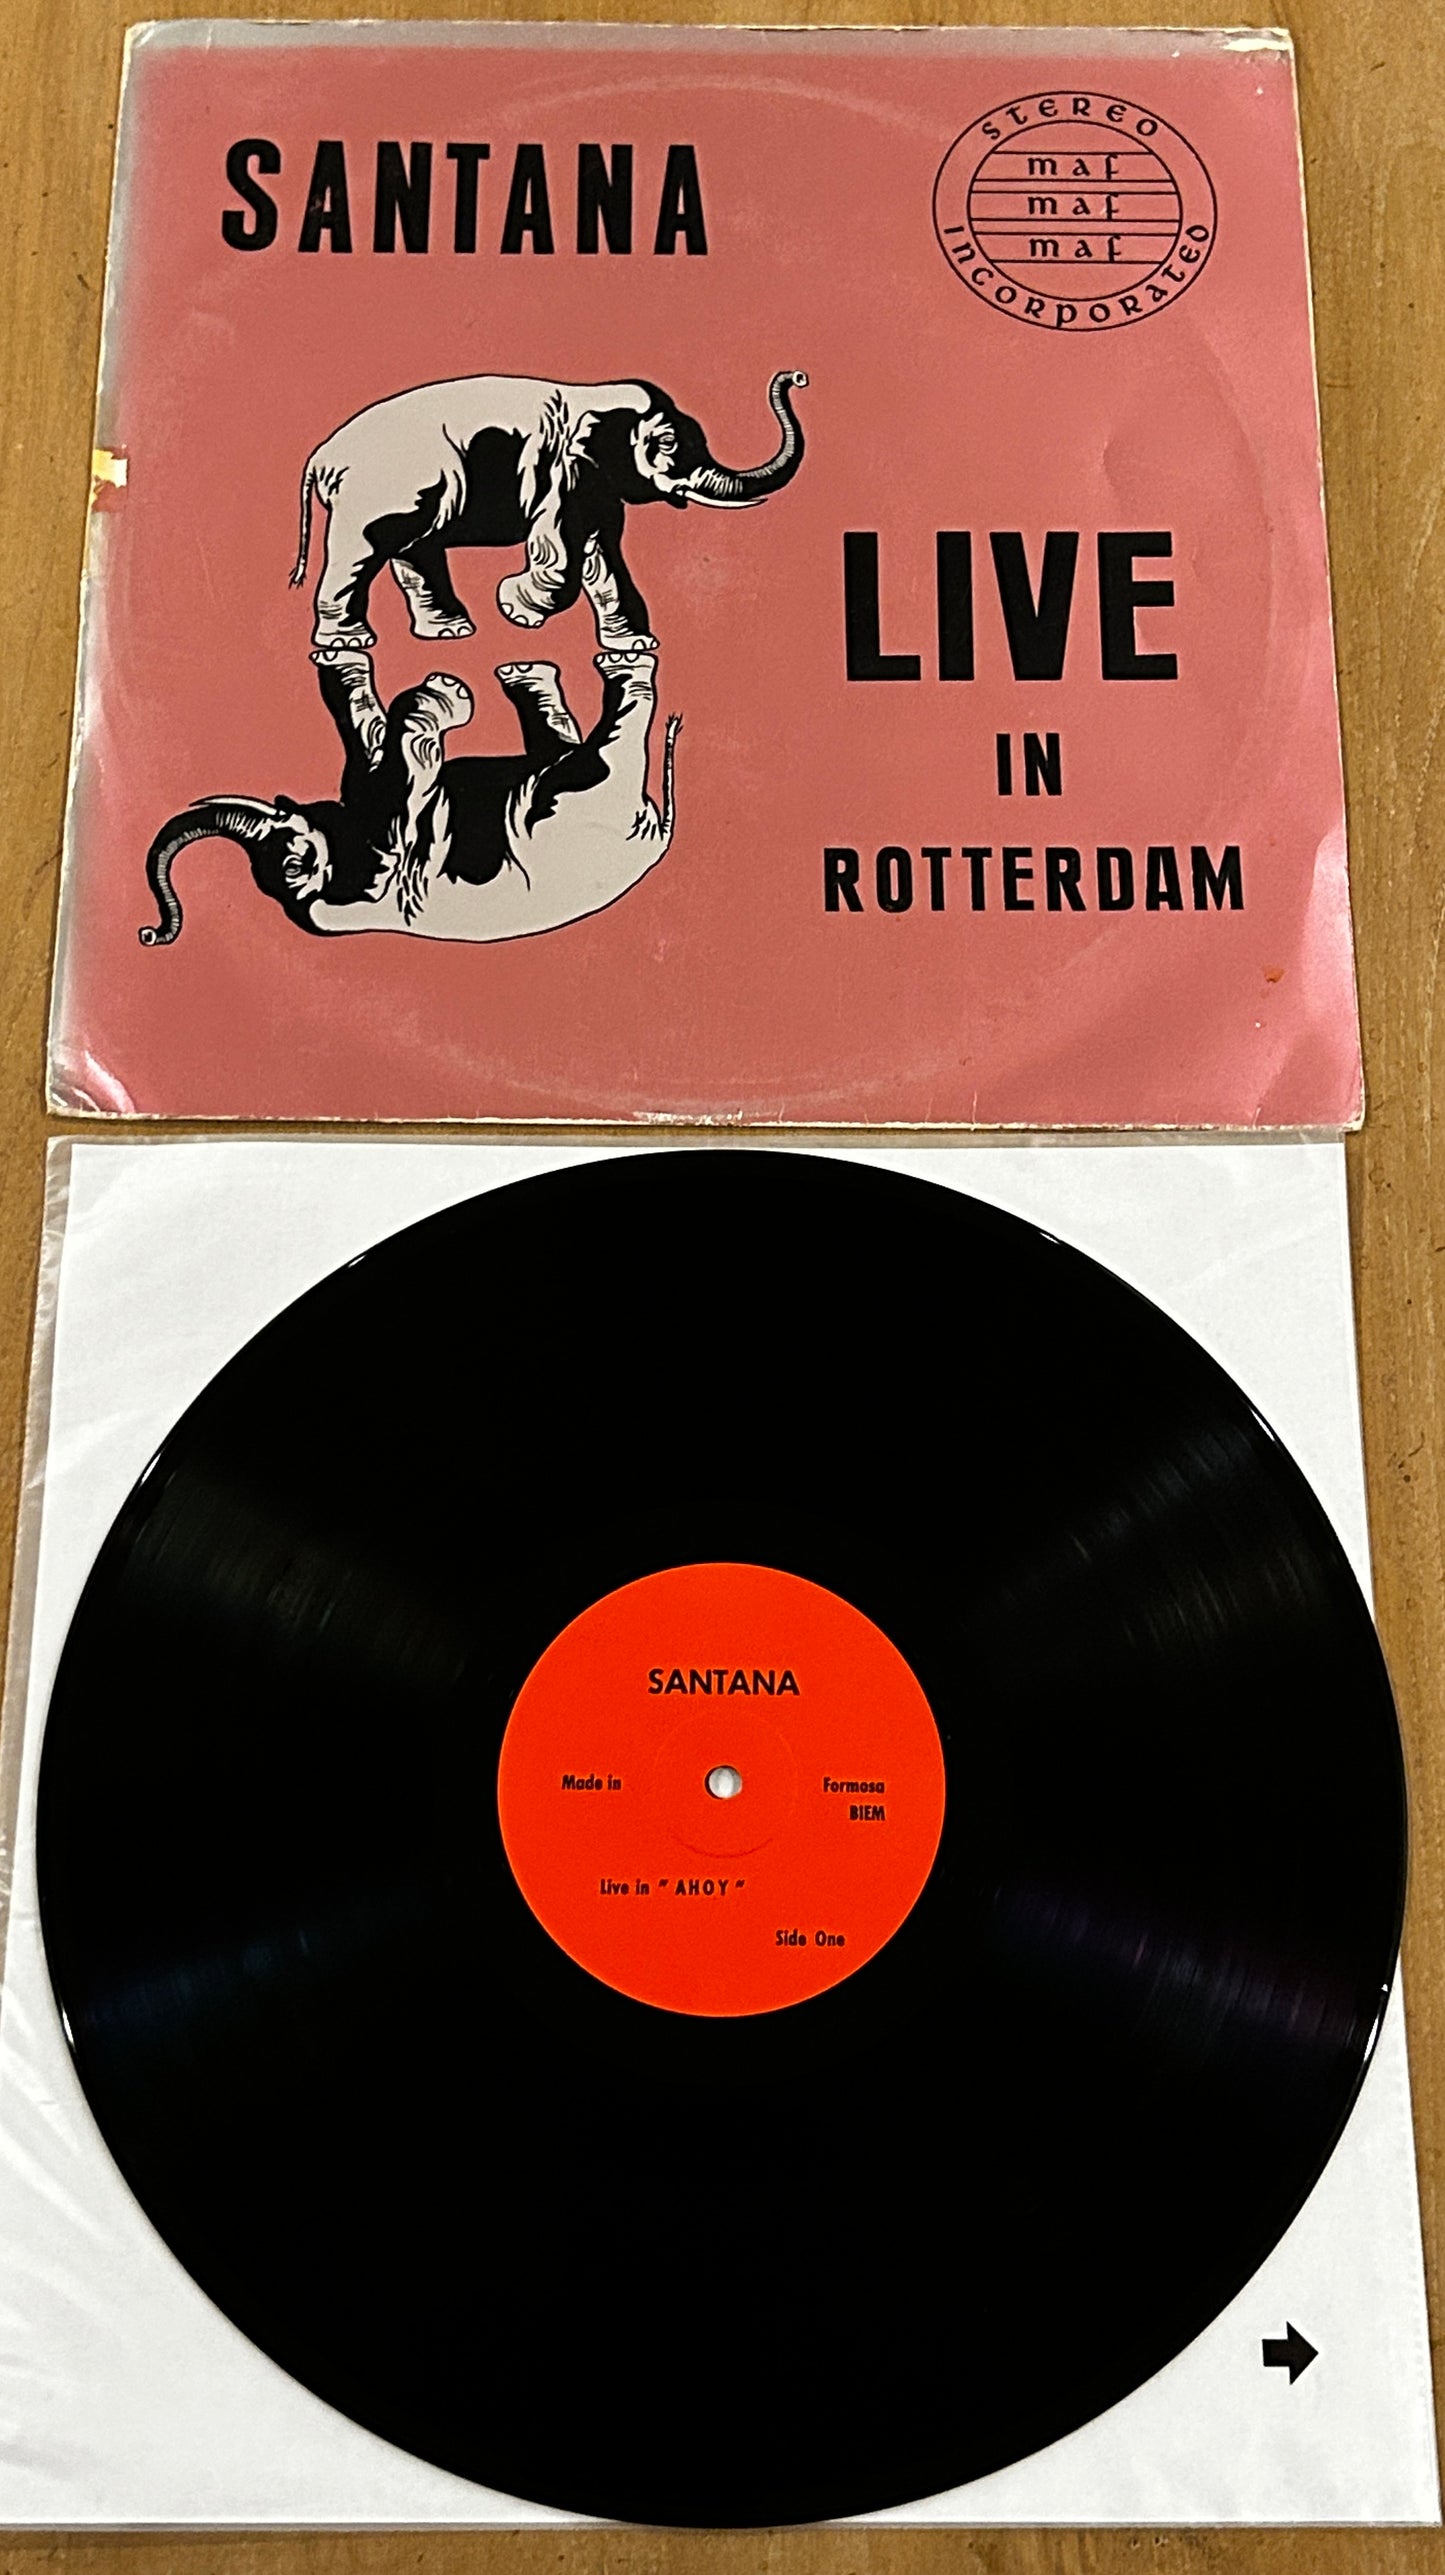 SANTANA
STEREO
maf
maf
maf
INCORPORATED
LIVE
IN
ROTTERDAM
SANTANA
Made in
Formosa
BIEM
Live in "AHOY"
Side One